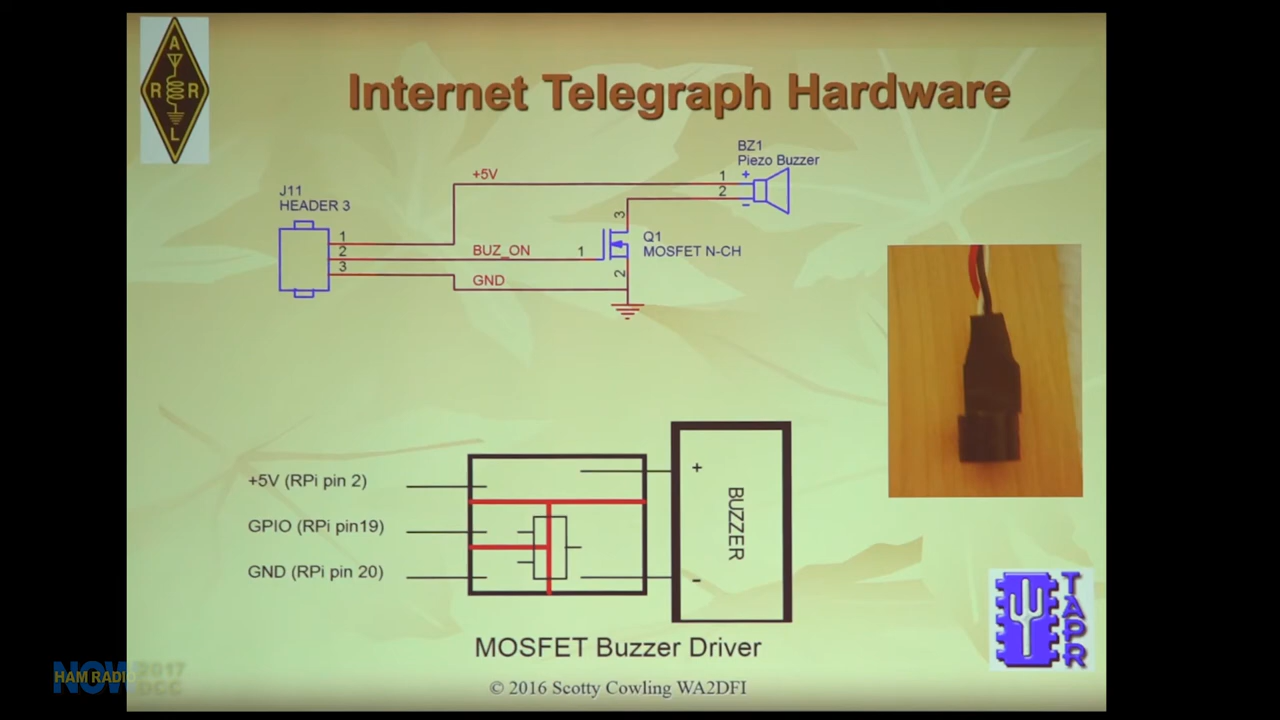 A
R R
L
Internet Telegraph Hardware
BZ1
Piezo Buzzer
+5V
1
+
2
-
J11
HEADER 3
1
2
3
BUZ_ON
1
3
Q1
MOSFET N-CH
2
GND
+5V (RPi pin 2)
GPIO (RPi pin19)
GND (RPi pin 20)
+
BUZZER
-
MOSFET Buzzer Driver
TAPR
© 2016 Scotty Cowling WA2DFI
NOW
HAM RADIO
2017
DCC